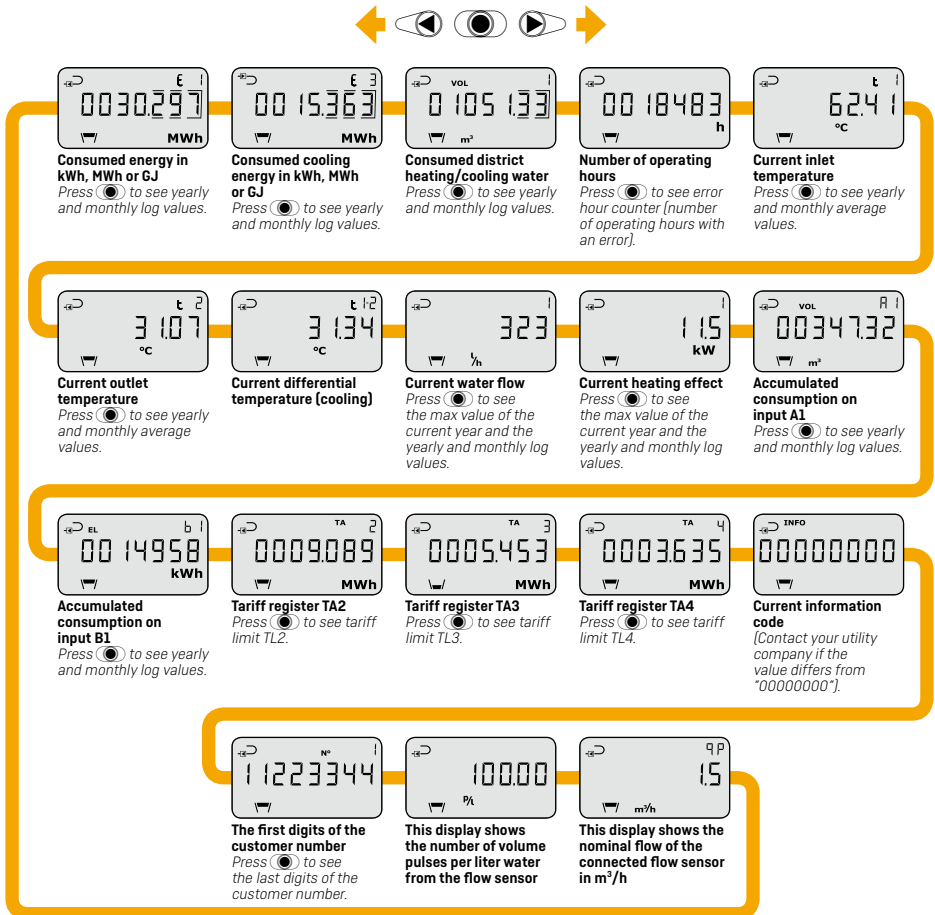 E 1
0030.297
MWh
Consumed energy in
kWh, MWh or GJ
Press to see yearly
and monthly log values.
E 3
0015.363
MWh
Consumed cooling
energy in kWh, MWh
or GJ
Press to see yearly
and monthly log values.
VOL 1
01051.33
m³
Consumed district
heating/cooling water
Press to see yearly
and monthly log values.
0018483
h
Number of operating
hours
Press to see error
hour counter (number
of operating hours with
an error).
t 1
62.41
°C
Current inlet
temperature
Press to see yearly
and monthly average
values.
t 2
31.07
°C
Current outlet
temperature
Press to see yearly
and monthly average
values.
t 1-2
31.34
°C
Current differential
temperature (cooling)
1
323
l/h
Current water flow
Press to see
the max value of the
current year and the
yearly and monthly log
values.
1
11.5
kW
Current heating effect
Press to see
the max value of the
current year and the
yearly and monthly log
values.
VOL A1
00347.32
m³
Accumulated
consumption on
input A1
Press to see yearly
and monthly log values.
EL b1
0014958
kWh
Accumulated
consumption on
input B1
Press to see yearly
and monthly log values.
TA 2
0009.089
MWh
Tariff register TA2
Press to see tariff
limit TL2.
TA 3
0005.453
MWh
Tariff register TA3
Press to see tariff
limit TL3.
TA 4
0003.635
MWh
Tariff register TA4
Press to see tariff
limit TL4.
INFO
00000000
Current information
code
(Contact your utility
company if the
value differs from
"00000000").
N° 1
11223344
The first digits of the
customer number
Press to see
the last digits of the
customer number.
100.00
P/l
This display shows
the number of volume
pulses per liter water
from the flow sensor
qP
1.5
m³/h
This display shows the
nominal flow of the
connected flow sensor
in m³/h